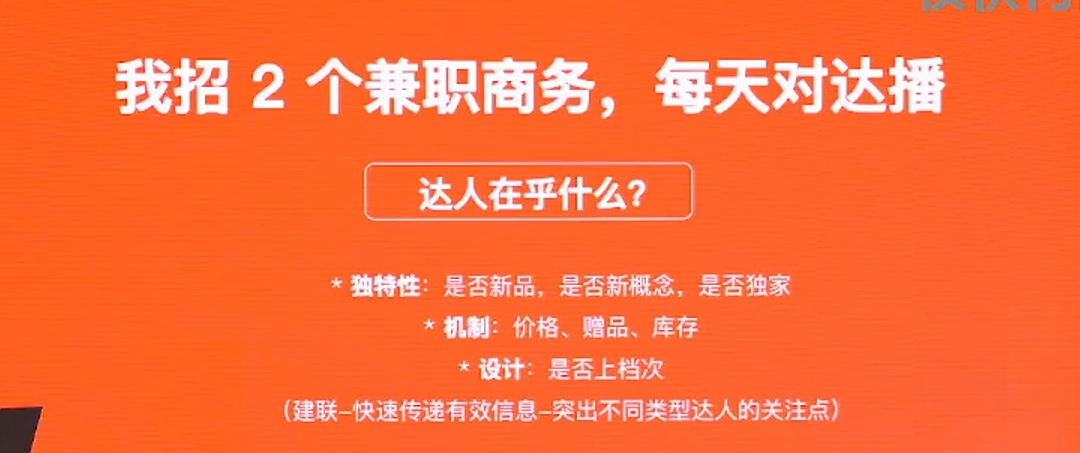 我招 2 个兼职商务，每天对达播
达人在乎什么？
* 独特性：是否新品，是否新概念，是否独家
* 机制：价格、赠品、库存
* 设计：是否上档次
（建联-快速传递有效信息-突出不同类型达人的关注点）